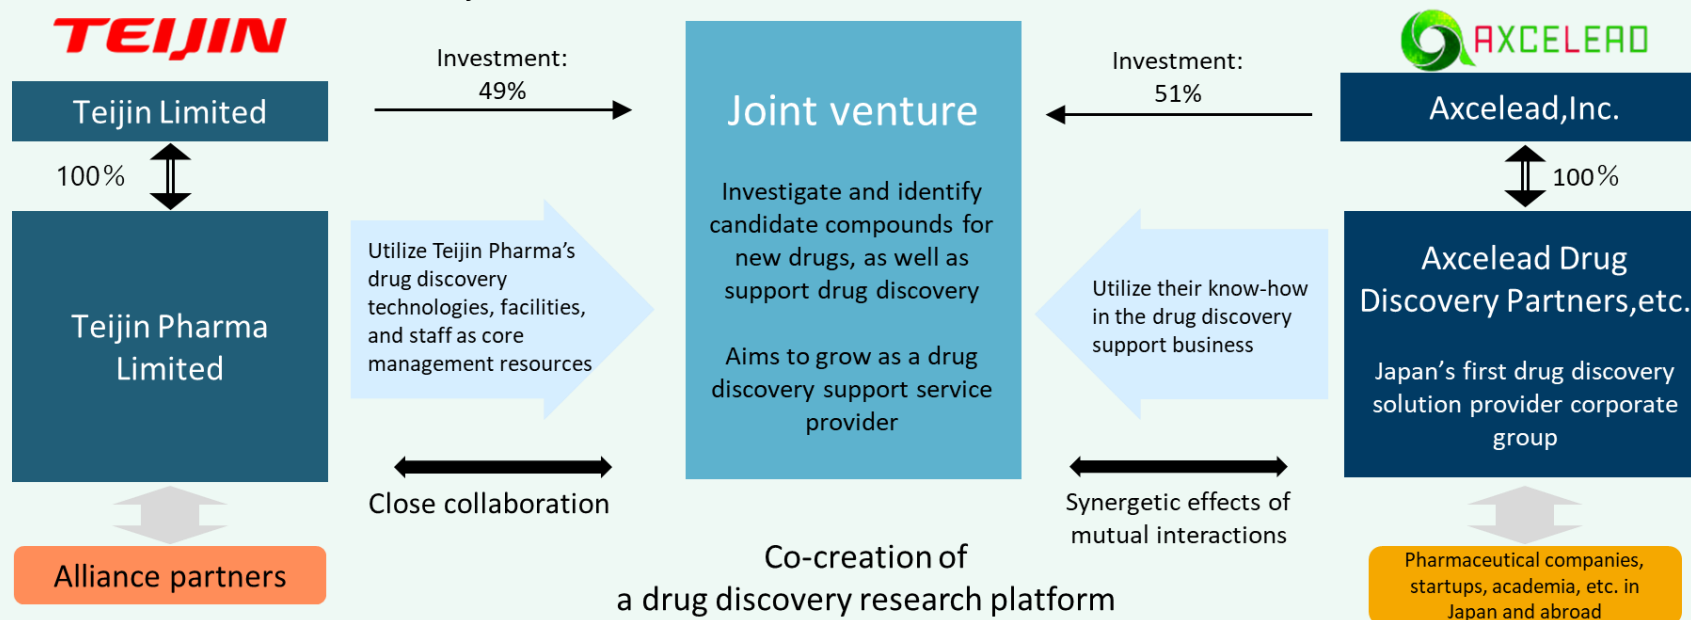 TEIJIN
Teijin Limited
100%
Teijin Pharma
Limited
Alliance partners
Investment:
49%
Utilize Teijin Pharma's
drug discovery
technologies, facilities,
and staff as core
management resources
Close collaboration
Joint venture
Investigate and identify
candidate compounds for
new drugs, as well as
support drug discovery
Aims to grow as a drug
discovery support service
provider
Co-creation of
a drug discovery research platform
Investment:
51%
Utilize their know-how
in the drug discovery
support business
Synergetic effects of
mutual interactions
AXCELEAD
Axcelead,Inc.
100%
Axcelead Drug
Discovery Partners,etc.
Japan's first drug discovery
solution provider corporate
group
Pharmaceutical companies,
startups, academia, etc. in
Japan and abroad